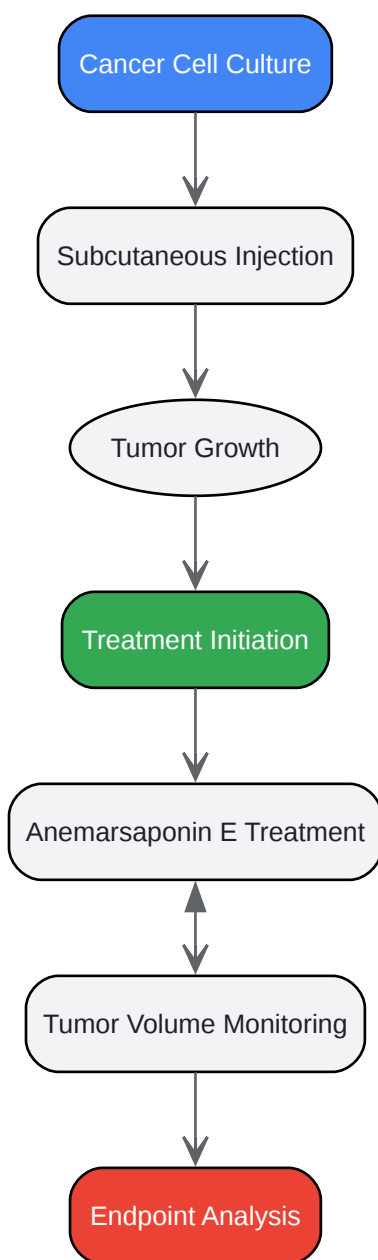 Cancer Cell Culture
Subcutaneous Injection
Tumor Growth
Treatment Initiation
Anemarsaponin E Treatment
Tumor Volume Monitoring
Endpoint Analysis